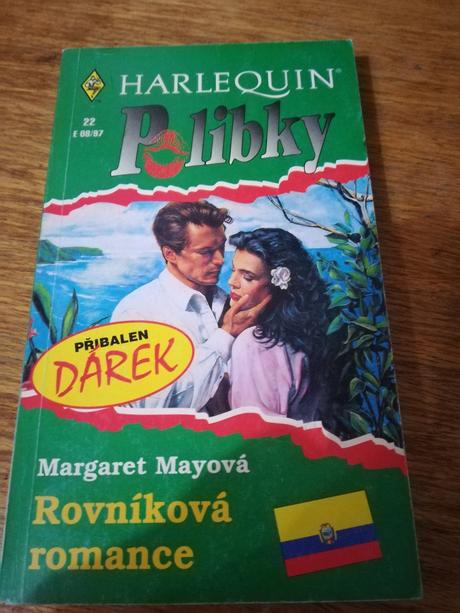 HARLEQUIN®
22
E 08/97
Polibky
PŘIBALEN
DÁREK
Margaret Mayová
Rovníková
romance